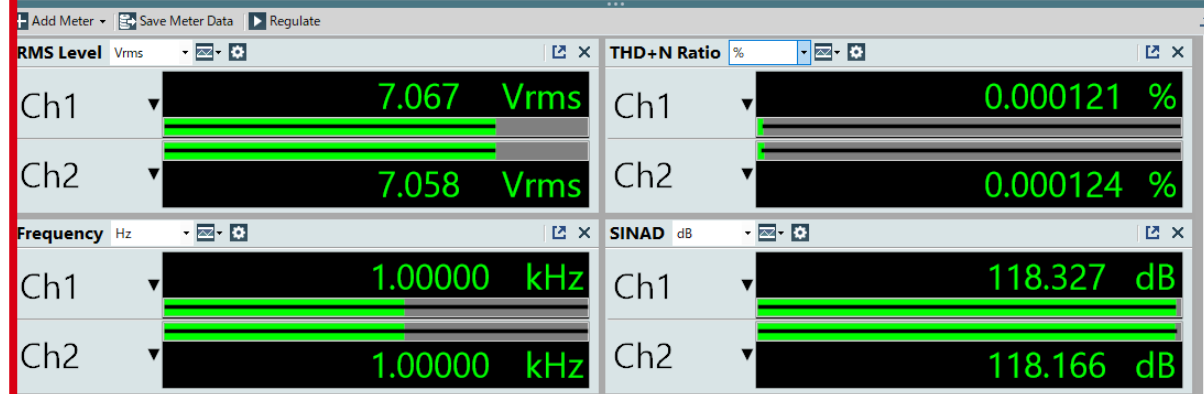 Add Meter Save Meter Data Regulate
RMS Level Vrms
Ch1 7.067 Vrms
Ch2 7.058 Vrms
THD+N Ratio %
Ch1 0.000121 %
Ch2 0.000124 %
Frequency Hz
Ch1 1.00000 kHz
Ch2 1.00000 kHz
SINAD dB
Ch1 118.327 dB
Ch2 118.166 dB